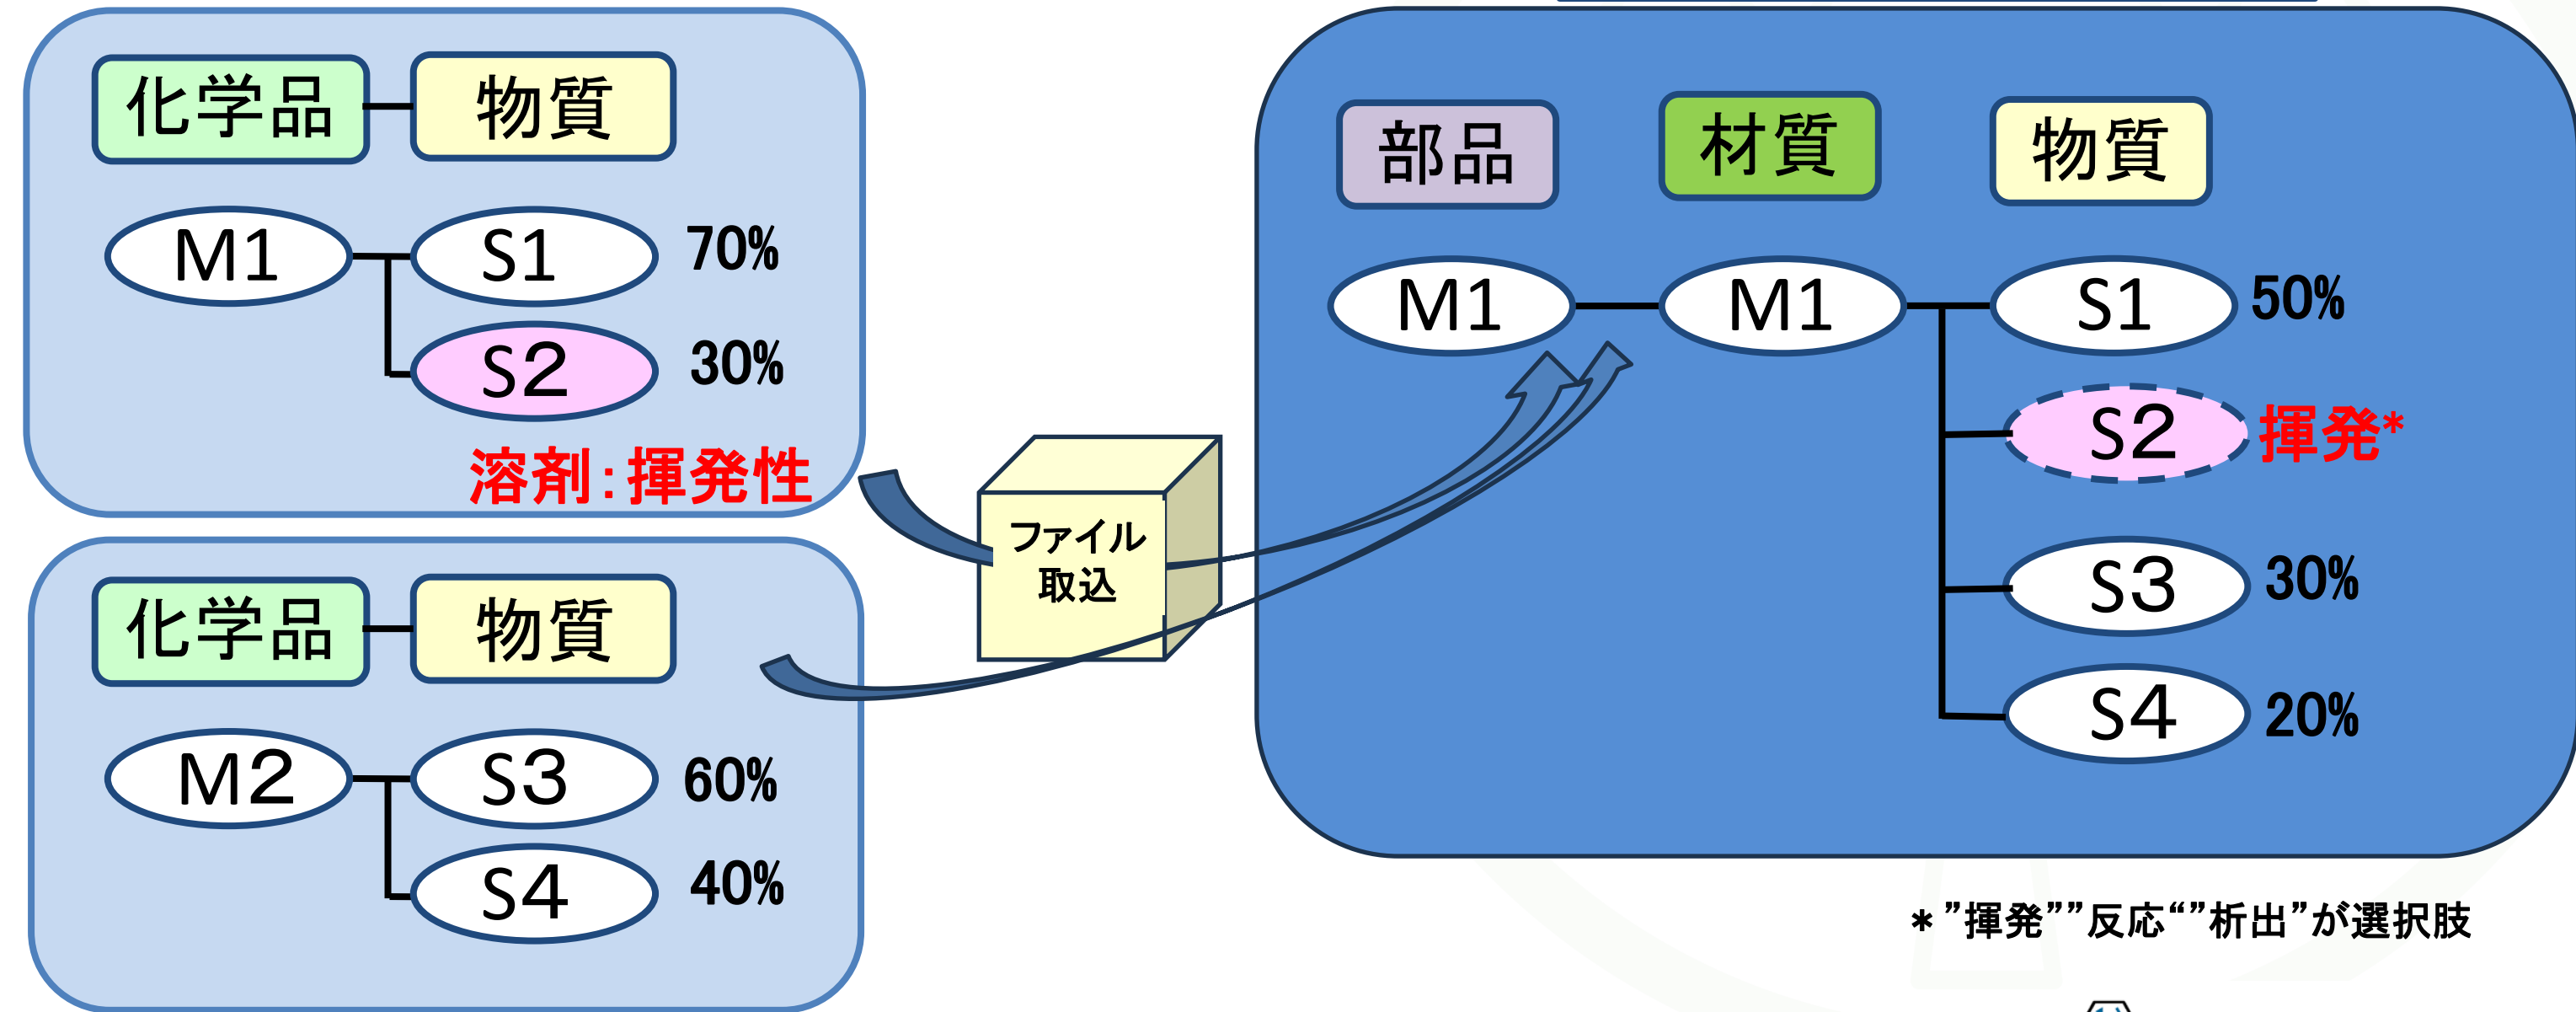 化学品 物質
M1 S1 70%
S2 30%
溶剤:揮発性
化学品 物質
M2 S3 60%
S4 40%
ファイル
取込
部品 材質 物質
M1 M1 S1 50%
S2 揮発*
S3 30%
S4 20%
*”揮発””反応“”析出”が選択肢